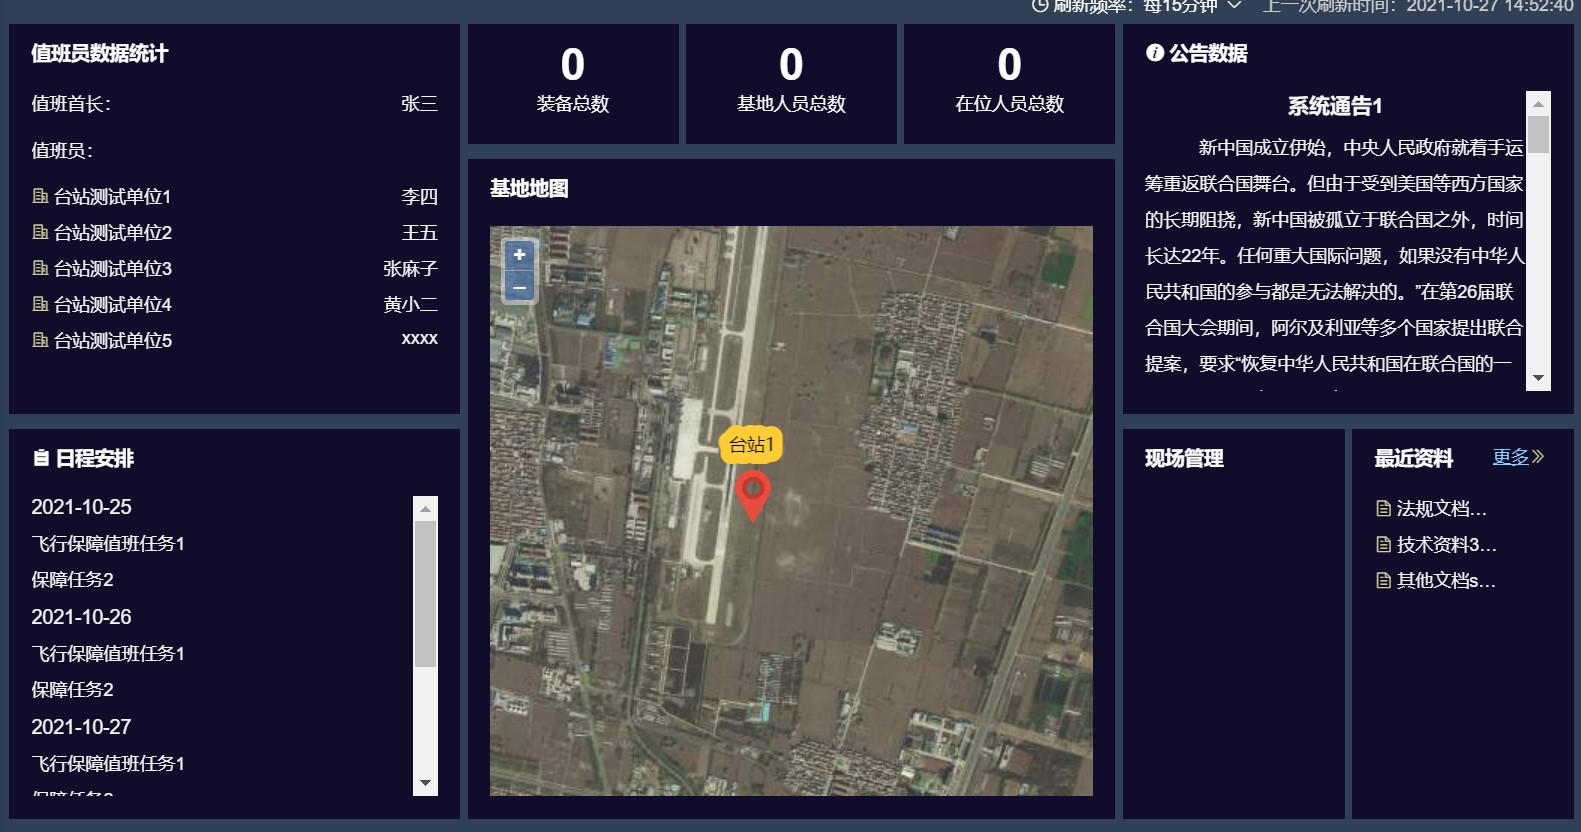 刷新频率：每15分钟 上一次刷新时间：2021-10-27 14:52:40
值班员数据统计
值班首长： 张三
值班员：
台站测试单位1 李四
台站测试单位2 王五
台站测试单位3 张麻子
台站测试单位4 黄小二
台站测试单位5 xxxx
0
装备总数
0
基地人员总数
0
在位人员总数
公告数据
系统通告1
新中国成立伊始，中央人民政府就着手运
筹重返联合国舞台。但由于受到美国等西方国家
的长期阻挠，新中国被孤立于联合国之外，时间
长达22年。任何重大国际问题，如果没有中华人
民共和国的参与都是无法解决的。”在第26届联
合国大会期间，阿尔及利亚等多个国家提出联合
提案，要求“恢复中华人民共和国在联合国的一
基地地图
+
−
台站1
日程安排
2021-10-25
飞行保障值班任务1
保障任务2
2021-10-26
飞行保障值班任务1
保障任务2
2021-10-27
飞行保障值班任务1
现场管理
最近资料 更多
法规文档...
技术资料3...
其他文档s...